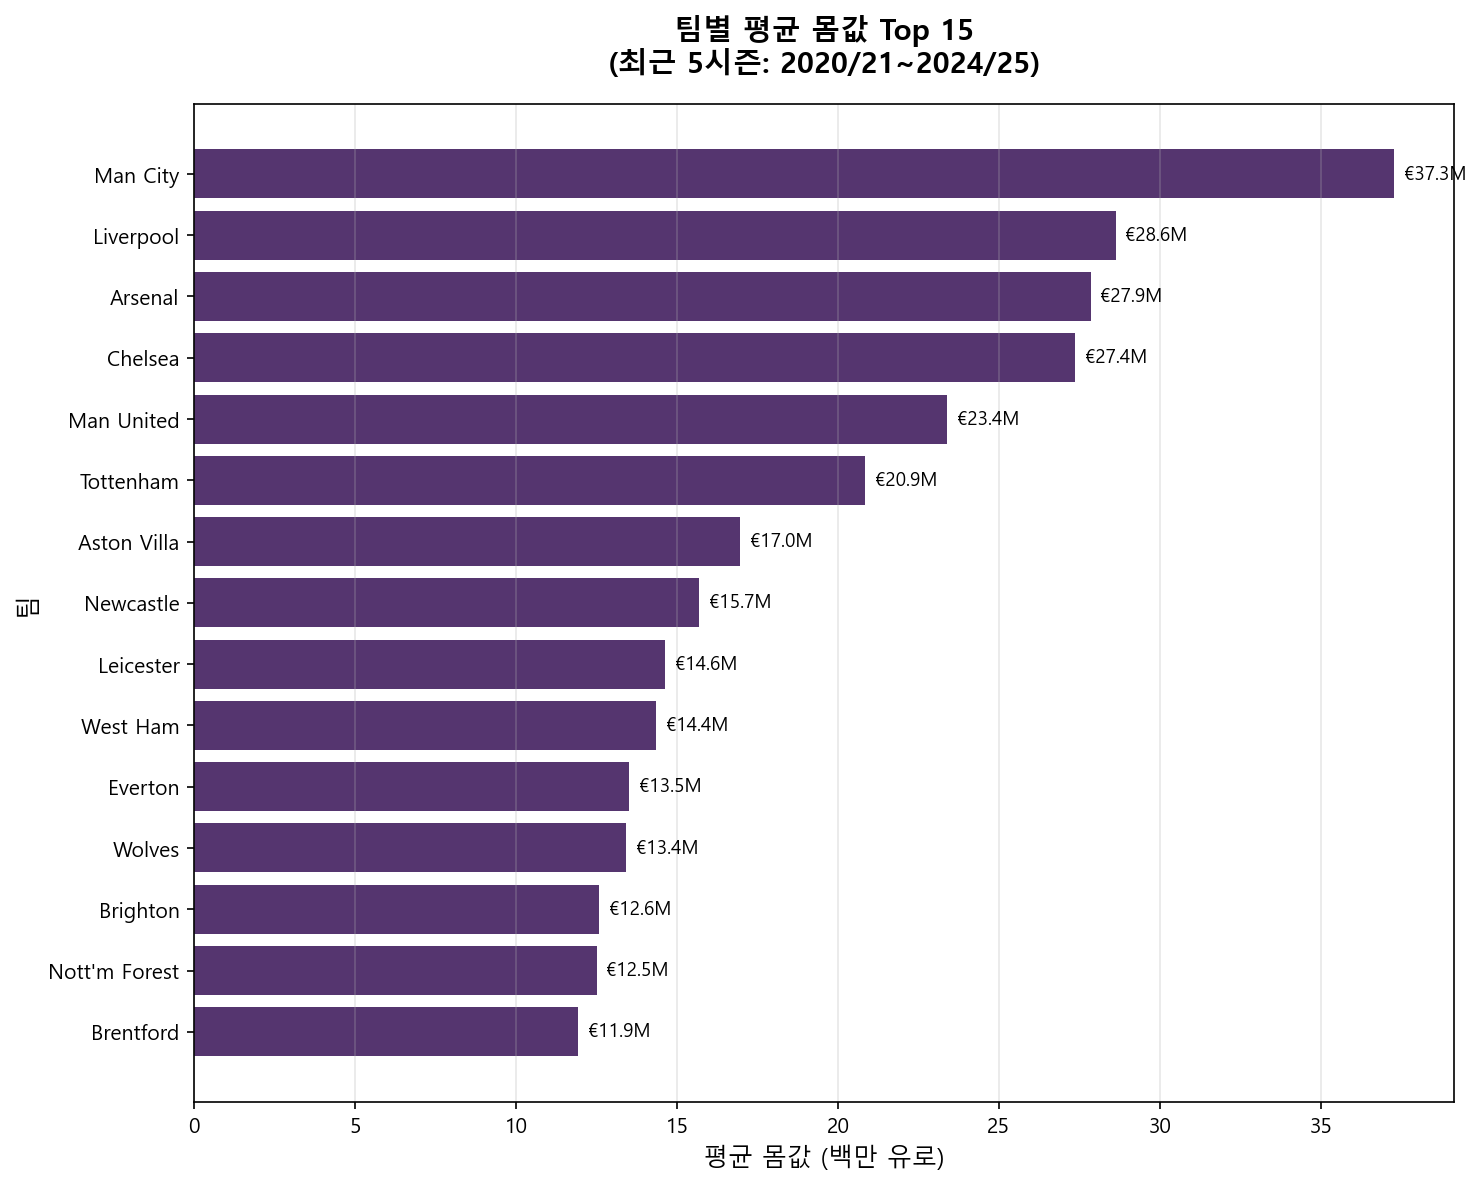 팀별 평균 몸값 Top 15
(최근 5시즌: 2020/21~2024/25)
Man City €37.3M
Liverpool €28.6M
Arsenal €27.9M
Chelsea €27.4M
Man United €23.4M
Tottenham €20.9M
Aston Villa €17.0M
Newcastle €15.7M
Leicester €14.6M
West Ham €14.4M
Everton €13.5M
Wolves €13.4M
Brighton €12.6M
Nott'm Forest €12.5M
Brentford €11.9M
팀
0 5 10 15 20 25 30 35
평균 몸값 (백만 유로)